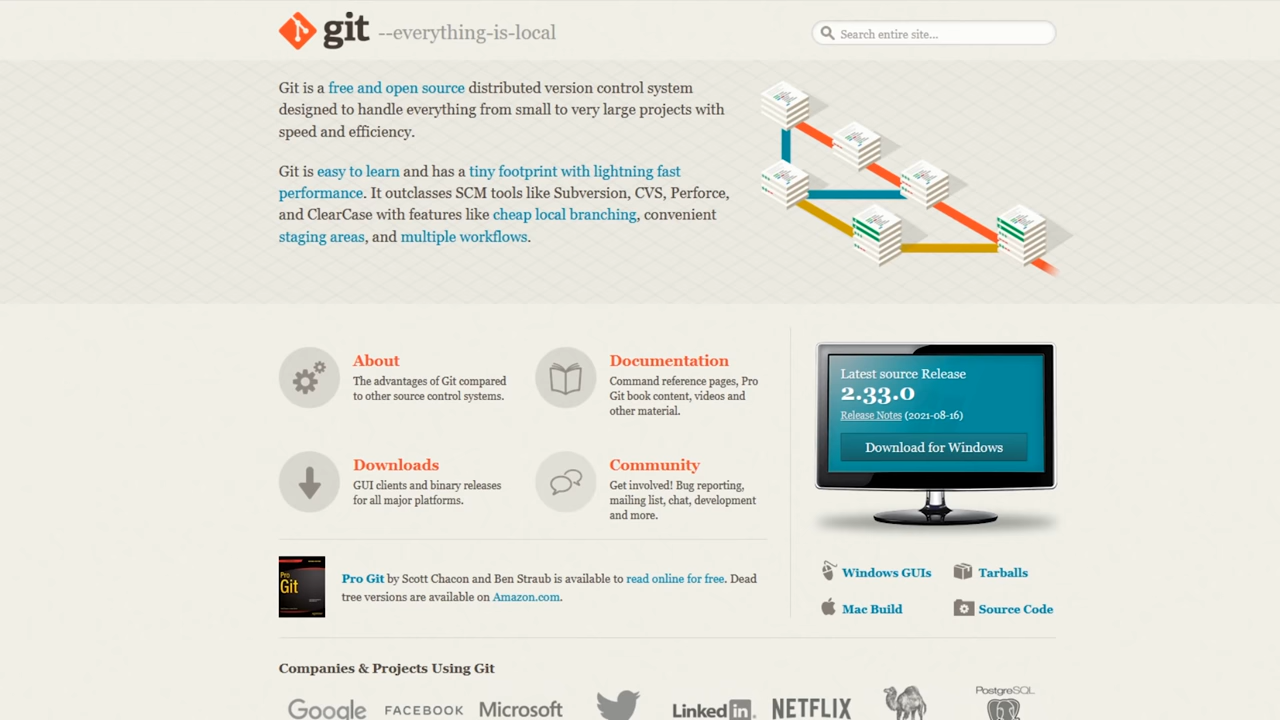 git --everything-is-local
Search entire site...
Git is a free and open source distributed version control system
designed to handle everything from small to very large projects with
speed and efficiency.
Git is easy to learn and has a tiny footprint with lightning fast
performance. It outclasses SCM tools like Subversion, CVS, Perforce,
and ClearCase with features like cheap local branching, convenient
staging areas, and multiple workflows.
About
The advantages of Git compared
to other source control systems.
Documentation
Command reference pages, Pro
Git book content, videos and
other material.
Downloads
GUI clients and binary releases
for all major platforms.
Community
Get involved! Bug reporting,
mailing list, chat, development
and more.
Pro
Git
Pro Git by Scott Chacon and Ben Straub is available to read online for free. Dead
tree versions are available on Amazon.com.
Latest source Release
2.33.0
Release Notes (2021-08-16)
Download for Windows
Windows GUIs
Tarballs
Mac Build
Source Code
Companies & Projects Using Git
Google
FACEBOOK
Microsoft
Linked in.
NETFLIX
PostgreSQL